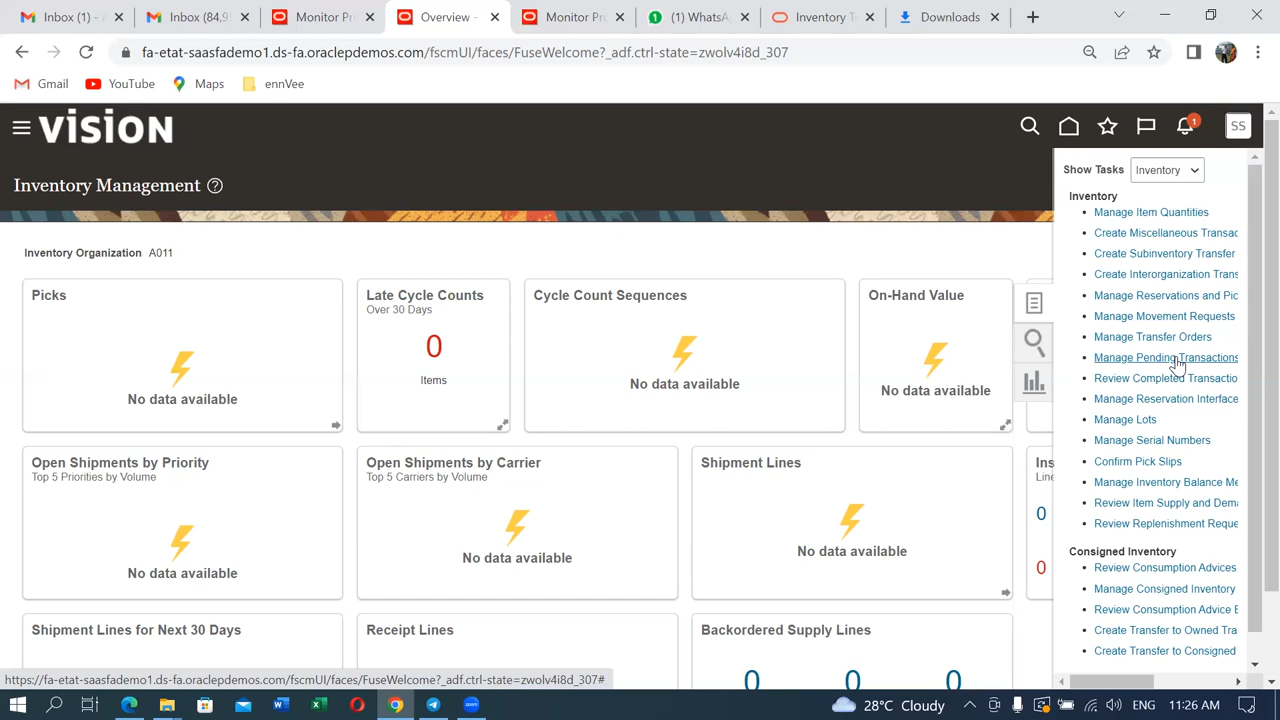 Inbox (0) - m
Inbox (84,9
Monitor Pr
Overview -
Monitor Pr
(1) WhatsA
Inventory T
Downloads
fa-etat-saasfademo1.ds-fa.oraclepdemos.com/fscmUI/faces/FuseWelcome?_adf.ctrl-state=zwolv4i8d_307
Gmail
YouTube
Maps
ennVee
VISION
1
SS
Inventory Management
Show Tasks
Inventory
Inventory
Manage Item Quantities
Create Miscellaneous Transac
Create Subinventory Transfer
Create Interorganization Trans
Manage Reservations and Pic
Manage Movement Requests
Manage Transfer Orders
Manage Pending Transactions
Review Completed Transactio
Manage Reservation Interface
Manage Lots
Manage Serial Numbers
Confirm Pick Slips
Manage Inventory Balance Me
Review Item Supply and Dema
Review Replenishment Reque
Consigned Inventory
Review Consumption Advices
Manage Consigned Inventory
Review Consumption Advice E
Create Transfer to Owned Tra
Create Transfer to Consigned
Inventory Organization A011
Picks
No data available
Late Cycle Counts
Over 30 Days
0
Items
Cycle Count Sequences
No data available
On-Hand Value
No data available
Open Shipments by Priority
Top 5 Priorities by Volume
No data available
Open Shipments by Carrier
Top 5 Carriers by Volume
No data available
Shipment Lines
No data available
Ins
Line
0
0
Shipment Lines for Next 30 Days
Receipt Lines
Backordered Supply Lines
0 0 0
https://fa-etat-saasfademo1.ds-fa.oraclepdemos.com/fscmUI/faces/FuseWelcome?_adf.ctrl-state=zwolv4i8d_307#
28°C Cloudy
ENG
11:26 AM